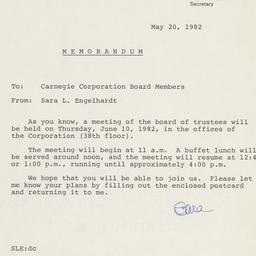 Secretary
May 20, 1982
MEMORANDUM
To: Carnegie Corporation Board Members
From: Sara L. Engelhardt
As you know, a meeting of the board of trustees will
be held on Thursday, June 10, 1982, in the offices of
the Corporation (38th floor).
The meeting will begin at 11 a.m. A buffet lunch will
be served around noon, and the meeting will resume at 12:4
or 1:00 p.m., running until approximately 4:00 p.m.
We hope that you will be able to join us. Please let
me know your plans by filling out the enclosed postcard
and returning it to me.
Sara
SLE:dc